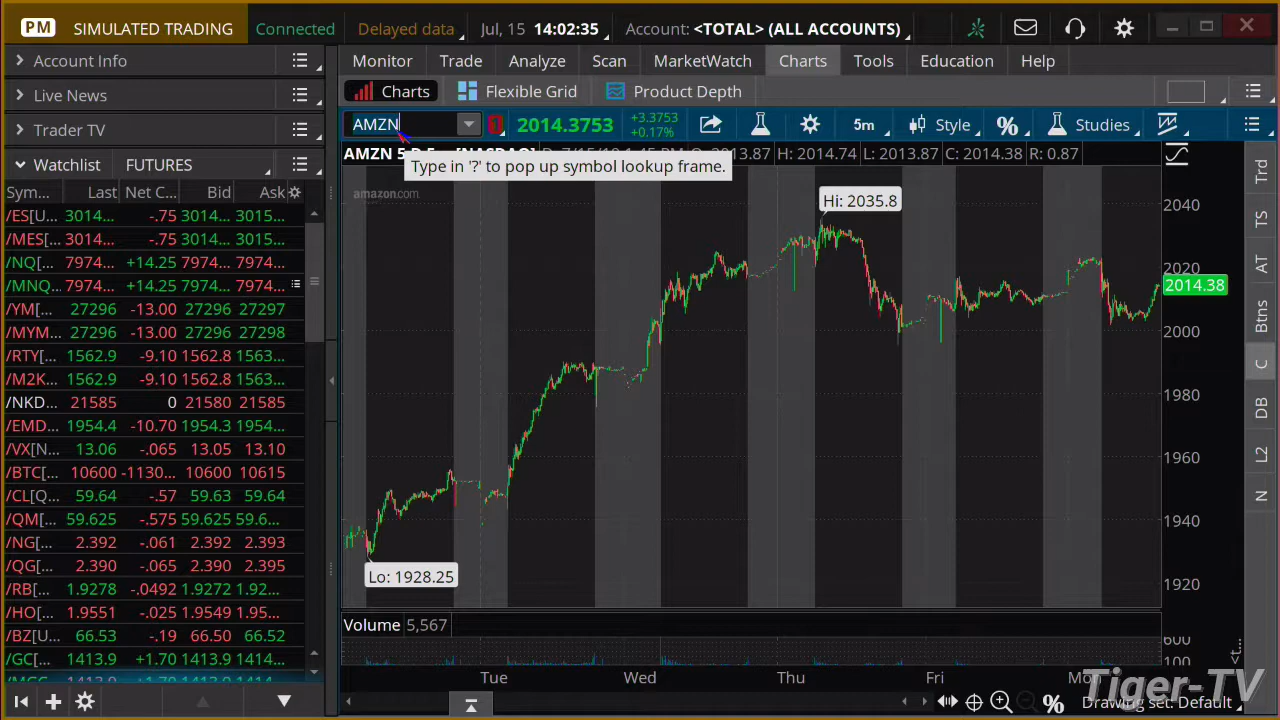 PM SIMULATED TRADING Connected Delayed data Jul, 15 14:02:35 Account: <TOTAL> (ALL ACCOUNTS)
Account Info
Live News
Trader TV
Watchlist FUTURES
Sym... Last Net C... Bid Ask
/ES[U... 3014... -.75 3014... 3015...
/MES[... 3014... -.75 3014... 3015...
/NQ[... 7974... +14.25 7974... 7974...
/MNQ... 7974... +14.25 7974... 7974...
/YM[... 27296 -13.00 27296 27297
/MYM... 27296 -13.00 27296 27298
/RTY[... 1562.9 -9.10 1562.8 1563...
/M2K... 1562.9 -9.10 1562.8 1563...
/NKD... 21585 0 21580 21585
/EMD... 1954.4 -10.70 1954.3 1954...
/VX[N... 13.06 -.065 13.05 13.10
/BTC[... 10600 -1130... 10600 10615
/CL[Q... 59.64 -.57 59.63 59.64
/QM[... 59.625 -.575 59.625 59.6...
/NG[... 2.392 -.061 2.392 2.393
/QG[... 2.390 -.065 2.390 2.395
/RB[... 1.9278 -.0492 1.9272 1.92...
/HO[... 1.9551 -.025 1.9549 1.95...
/BZ[U... 66.53 -.19 66.50 66.52
/GC[... 1413.9 +1.70 1413.9 1414...
Monitor Trade Analyze Scan MarketWatch Charts Tools Education Help
Charts Flexible Grid Product Depth
AMZN 1 2014.3753 +3.3753 +0.17% 5m Style % Studies
Type in '?' to pop up symbol lookup frame.
H: 2014.74 L: 2013.87 C: 2014.38 R: 0.87
amazon.com
Hi: 2035.8
Lo: 1928.25
2040
2020
2014.38
2000
1980
1960
1940
1920
Trd
TS
AT
Btns
C
DB
L2
N
Volume 5,567
600
100
Tue Wed Thu Fri Mon
Drawing set: Default
Tiger-TV